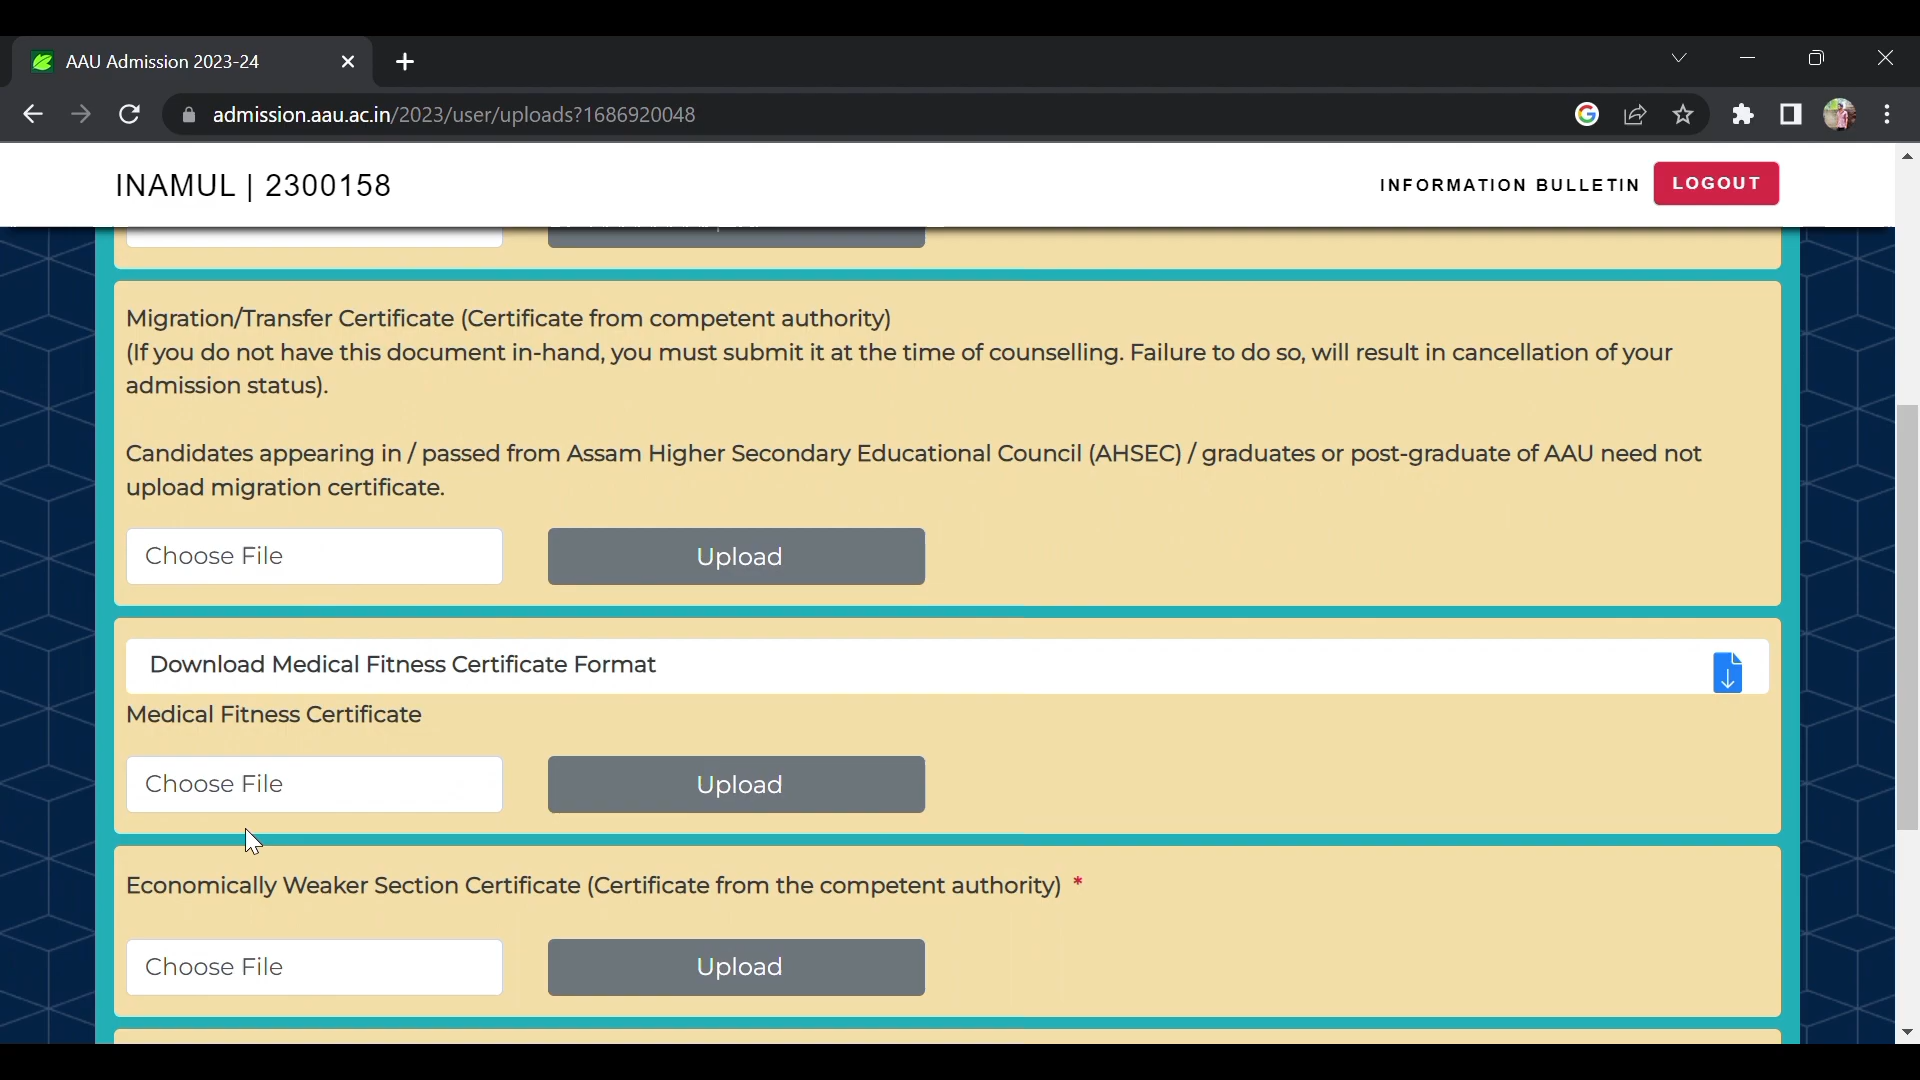 AAU Admission 2023-24
admission.aau.ac.in/2023/user/uploads?1686920048
INAMUL | 2300158
INFORMATION BULLETIN
LOGOUT
Migration/Transfer Certificate (Certificate from competent authority)
(If you do not have this document in-hand, you must submit it at the time of counselling. Failure to do so, will result in cancellation of your
admission status).
Candidates appearing in / passed from Assam Higher Secondary Educational Council (AHSEC) / graduates or post-graduate of AAU need not
upload migration certificate.
Choose File
Upload
Download Medical Fitness Certificate Format
Medical Fitness Certificate
Choose File
Upload
Economically Weaker Section Certificate (Certificate from the competent authority) *
Choose File
Upload